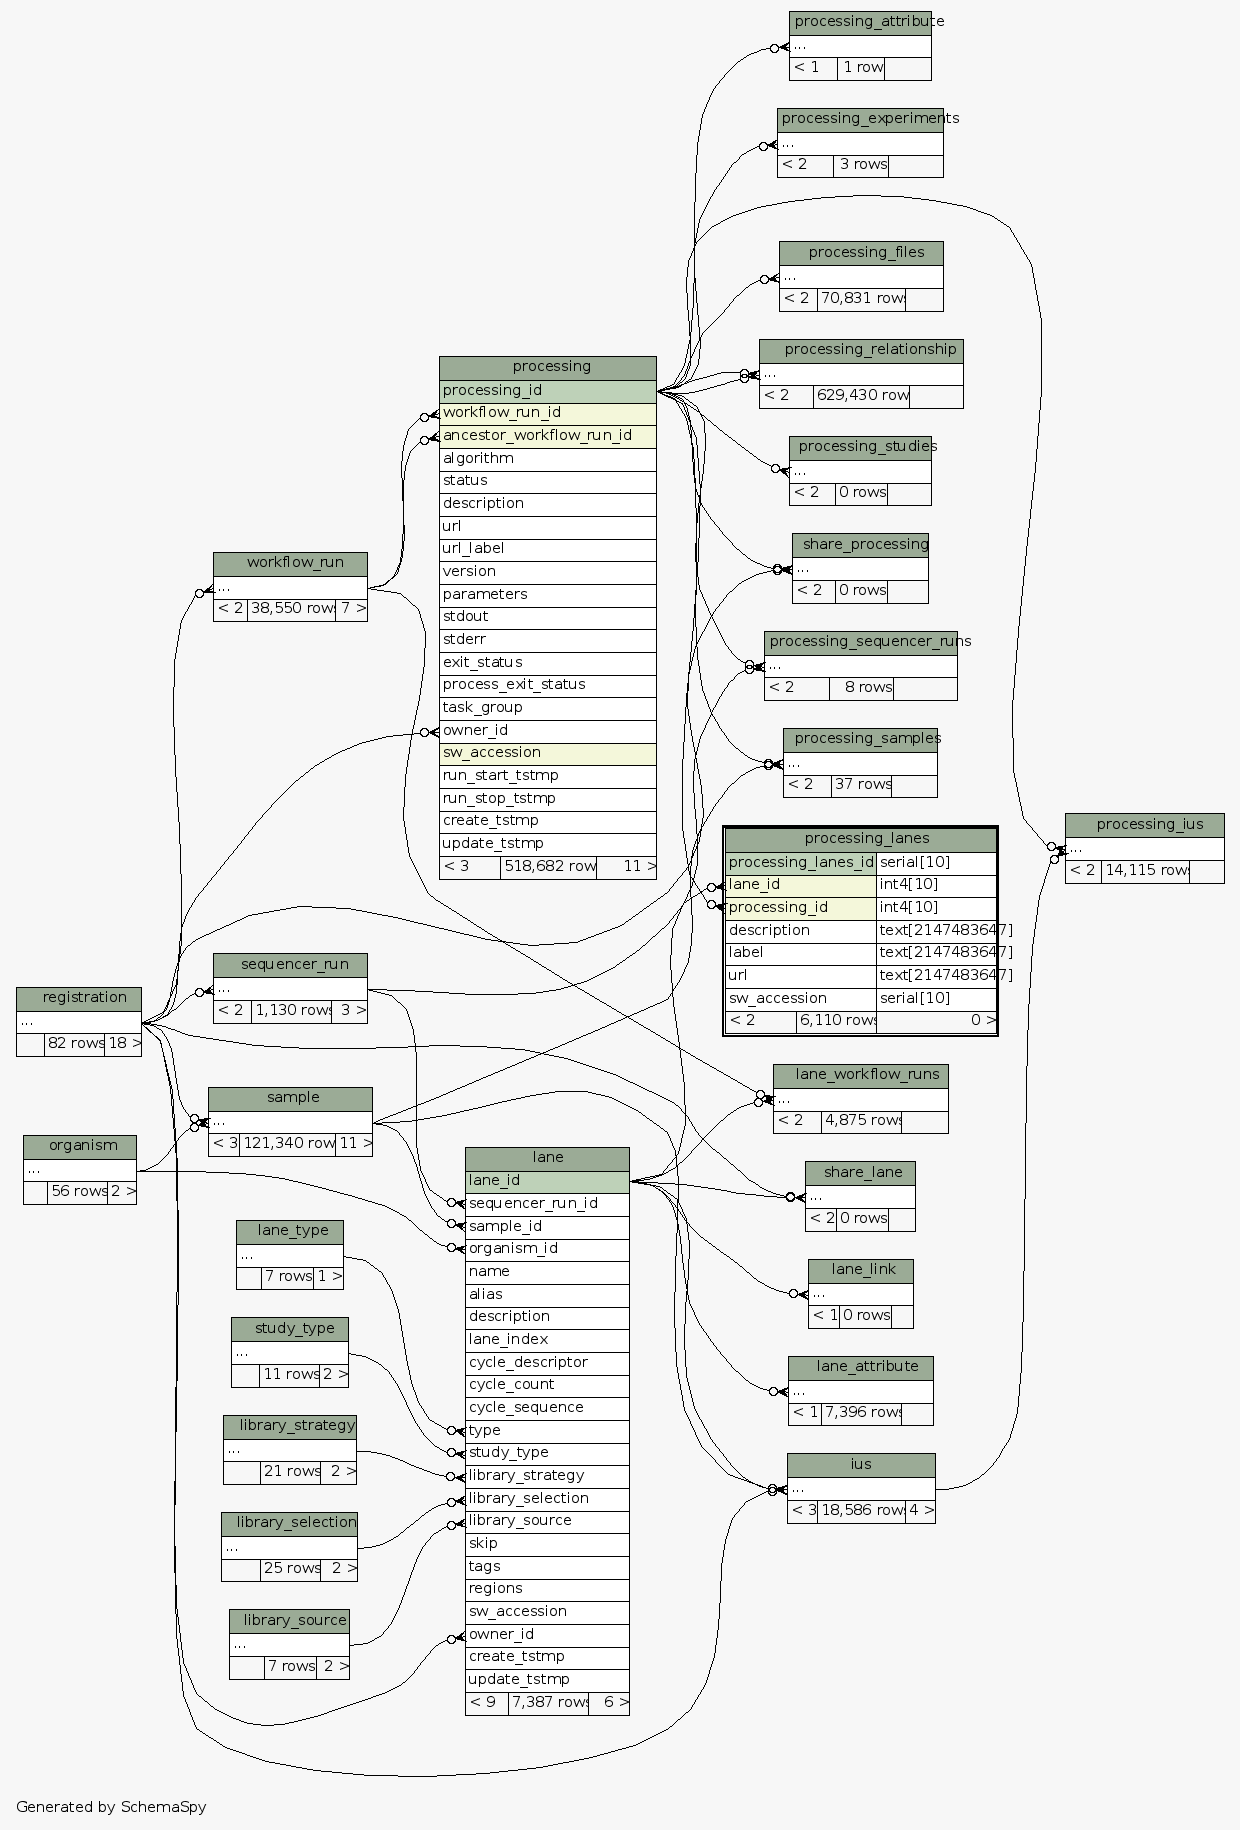 processing_attribute
...
< 1 1 row
processing_experiments
...
< 2 3 rows
processing_files
...
< 2 70,831 rows
processing_relationship
...
< 2 629,430 row
processing_studies
...
< 2 0 rows
share_processing
...
< 2 0 rows
processing_sequencer_runs
...
< 2 8 rows
processing_samples
...
< 2 37 rows
processing
processing_id
workflow_run_id
ancestor_workflow_run_id
algorithm
status
description
url
url_label
version
parameters
stdout
stderr
exit_status
process_exit_status
task_group
owner_id
sw_accession
run_start_tstmp
run_stop_tstmp
create_tstmp
update_tstmp
< 3 518,682 row 11 >
workflow_run
...
< 2 38,550 rows 7 >
processing_lanes
processing_lanes_id serial[10]
lane_id int4[10]
processing_id int4[10]
description text[2147483647]
label text[2147483647]
url text[2147483647]
sw_accession serial[10]
< 2 6,110 rows 0 >
processing_ius
...
< 2 14,115 rows
sequencer_run
...
< 2 1,130 rows 3 >
registration
...
82 rows 18 >
sample
...
< 3 121,340 row 11 >
organism
...
56 rows 2 >
lane_workflow_runs
...
< 2 4,875 rows
share_lane
...
< 2 0 rows
lane_link
...
< 1 0 rows
lane_attribute
...
< 1 7,396 rows
ius
...
< 3 18,586 rows 4 >
lane
lane_id
sequencer_run_id
sample_id
organism_id
name
alias
description
lane_index
cycle_descriptor
cycle_count
cycle_sequence
type
study_type
library_strategy
library_selection
library_source
skip
tags
regions
sw_accession
owner_id
create_tstmp
update_tstmp
< 9 7,387 rows 6 >
lane_type
...
7 rows 1 >
study_type
...
11 rows 2 >
library_strategy
...
21 rows 2 >
library_selection
...
25 rows 2 >
library_source
...
7 rows 2 >
Generated by SchemaSpy